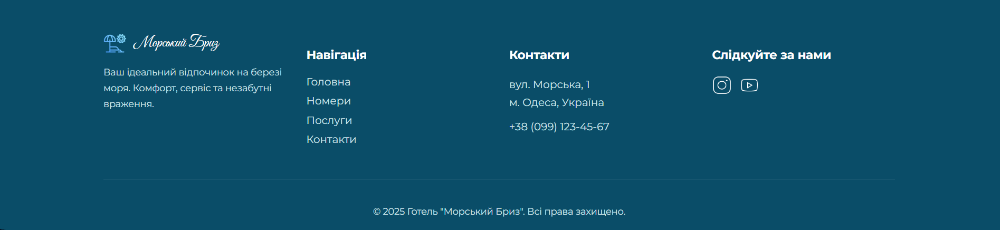 Морський Бриз
Ваш ідеальний відпочинок на березі
моря. Комфорт, сервіс та незабутні
враження.
Навігація
Головна
Номери
Послуги
Контакти
Контакти
вул. Морська, 1
м. Одеса, Україна
+38 (099) 123-45-67
Слідкуйте за нами
© 2025 Готель "Морський Бриз". Всі права захищено.